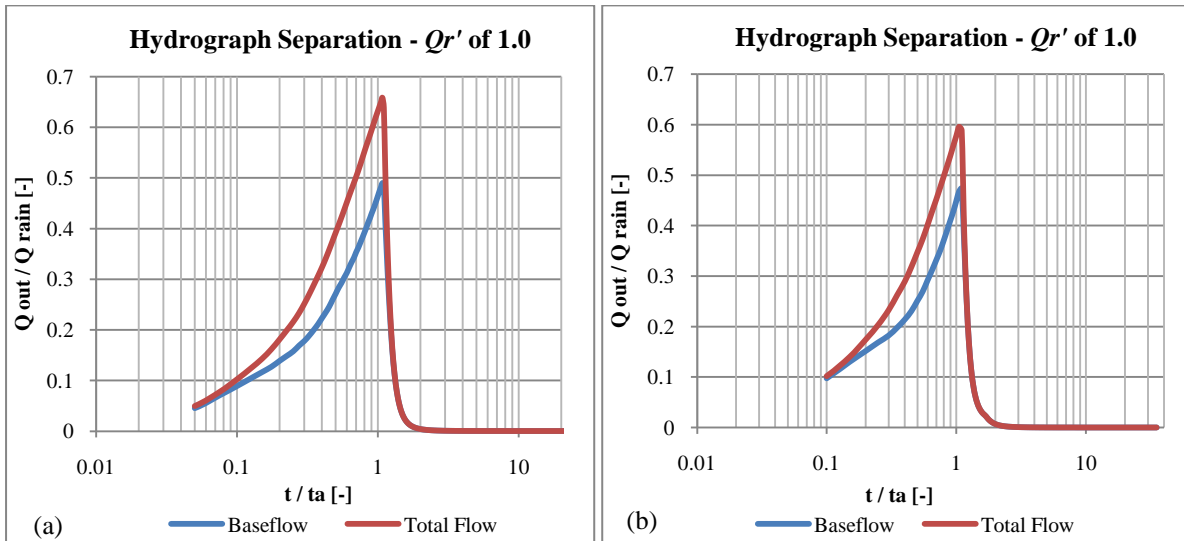 Hydrograph Separation - Qr' of 1.0
0.7
0.6
0.5
0.4
0.3
0.2
0.1
0
Q out / Q rain [-]
0.01 0.1 1 10
t / ta [-]
(a)
Baseflow Total Flow
Hydrograph Separation - Qr' of 1.0
0.7
0.6
0.5
0.4
0.3
0.2
0.1
0
Q out / Q rain [-]
0.01 0.1 1 10
t / ta [-]
(b)
Baseflow Total Flow